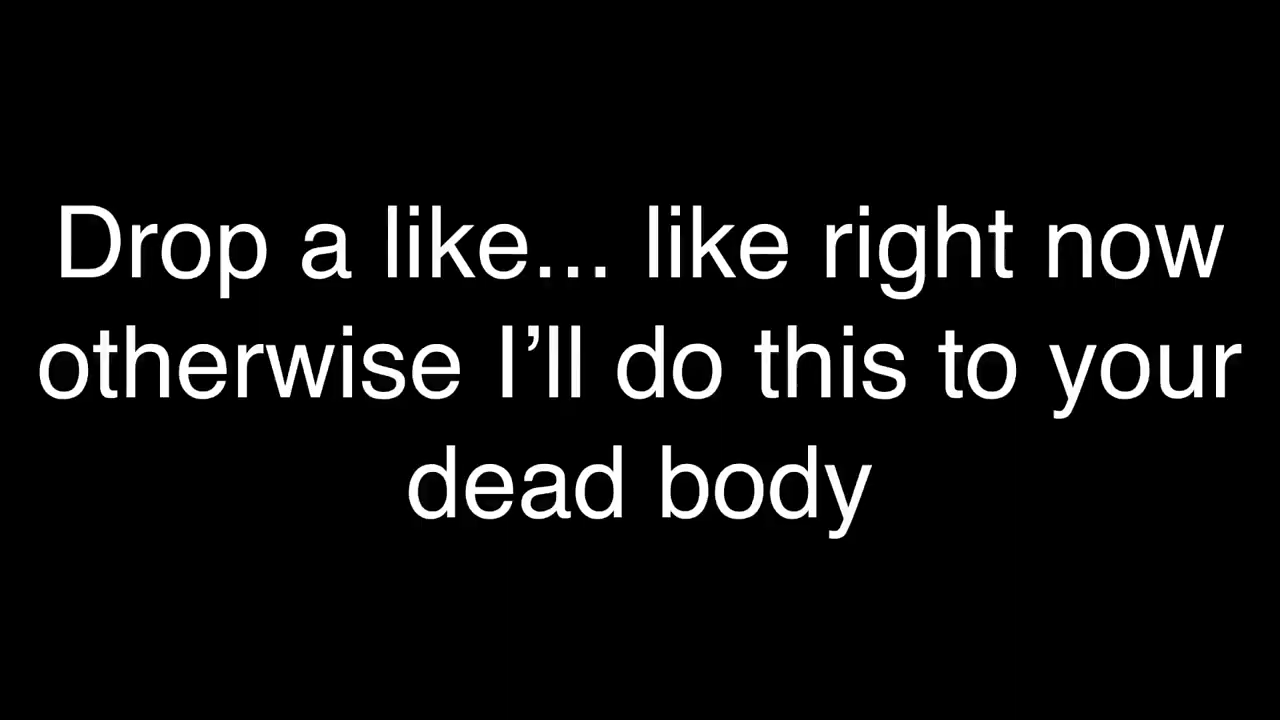 Drop a like... like right now
otherwise I’ll do this to your
dead body